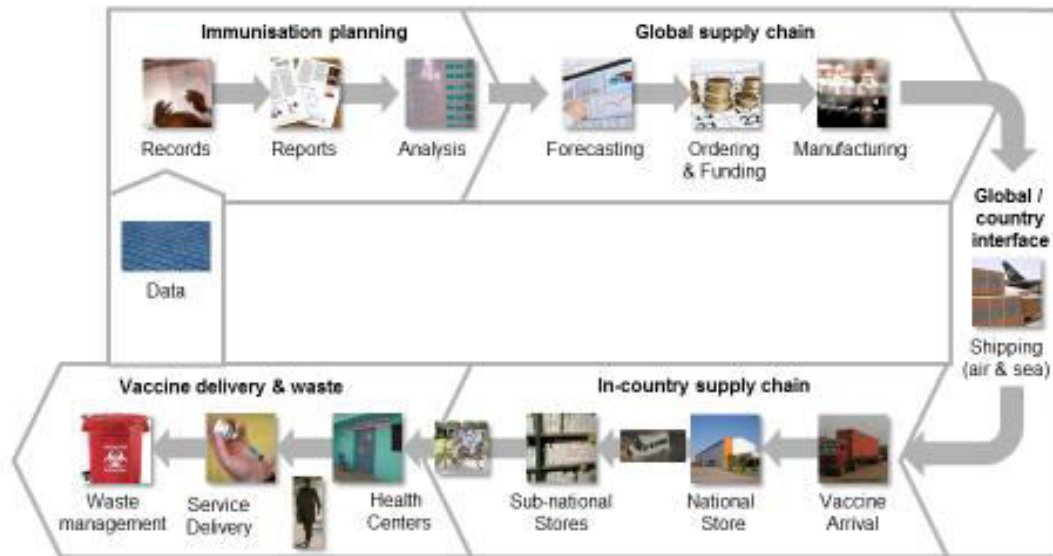 Immunisation planning
Global supply chain
Records
Reports
Analysis
Forecasting
Ordering
& Funding
Manufacturing
Global /
country
interface
Data
Shipping
(air & sea)
Vaccine delivery & waste
In-country supply chain
Waste
management
Service
Delivery
Health
Centers
Sub-national
Stores
National
Store
Vaccine
Arrival